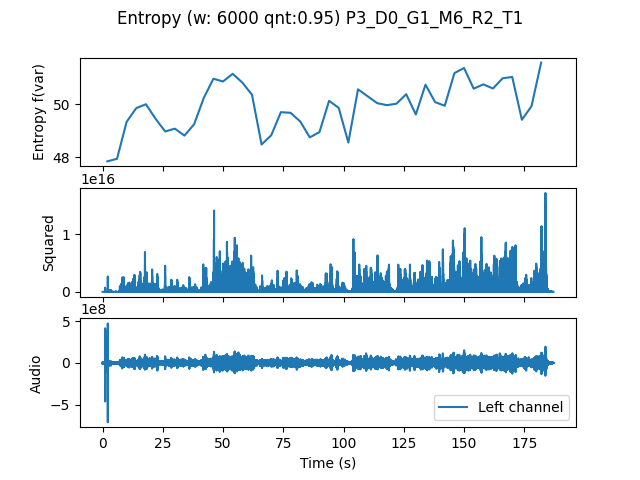 Entropy (w: 6000 qnt:0.95) P3_D0_G1_M6_R2_T1
Entropy f(var)
50
48
1e16
Squared
1
0
1e8
Audio
5
0
−5
Left channel
0 25 50 75 100 125 150 175
Time (s)